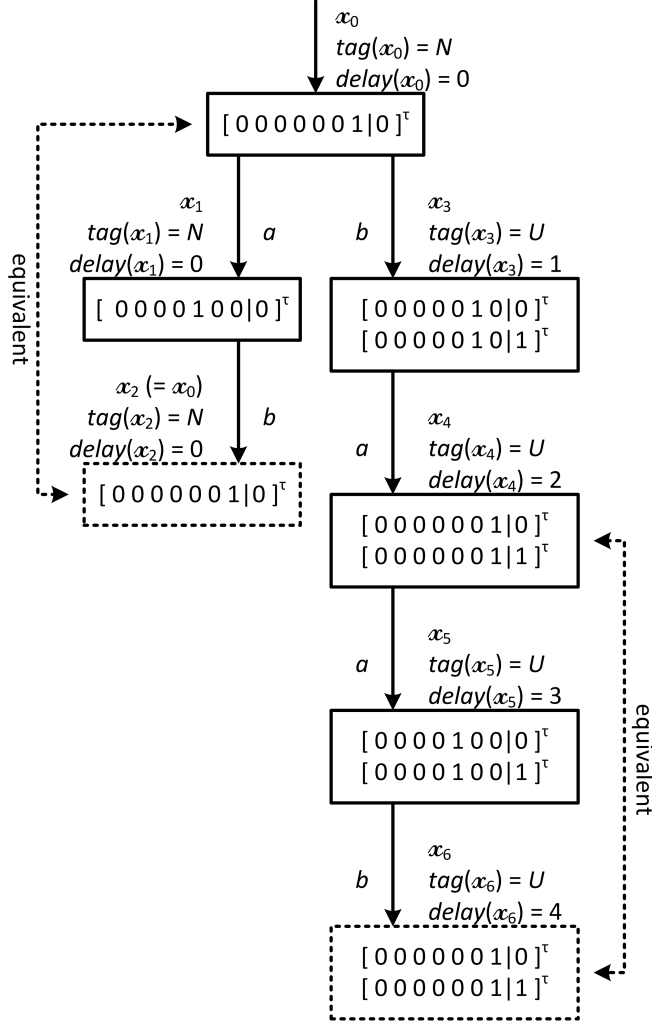 x₀
tag(x₀) = N
delay(x₀) = 0
[ 0 0 0 0 0 0 1|0 ]ᵀ
equivalent
x₁
tag(x₁) = N
delay(x₁) = 0
a
[ 0 0 0 0 1 0 0|0 ]ᵀ
x₂ (= x₀)
tag(x₂) = N
delay(x₂) = 0
b
[ 0 0 0 0 0 0 1|0 ]ᵀ
b
x₃
tag(x₃) = U
delay(x₃) = 1
[ 0 0 0 0 0 1 0|0 ]ᵀ
[ 0 0 0 0 0 1 0|1 ]ᵀ
a
x₄
tag(x₄) = U
delay(x₄) = 2
[ 0 0 0 0 0 0 1|0 ]ᵀ
[ 0 0 0 0 0 0 1|1 ]ᵀ
a
x₅
tag(x₅) = U
delay(x₅) = 3
[ 0 0 0 0 1 0 0|0 ]ᵀ
[ 0 0 0 0 1 0 0|1 ]ᵀ
equivalent
b
x₆
tag(x₆) = U
delay(x₆) = 4
[ 0 0 0 0 0 0 1|0 ]ᵀ
[ 0 0 0 0 0 0 1|1 ]ᵀ